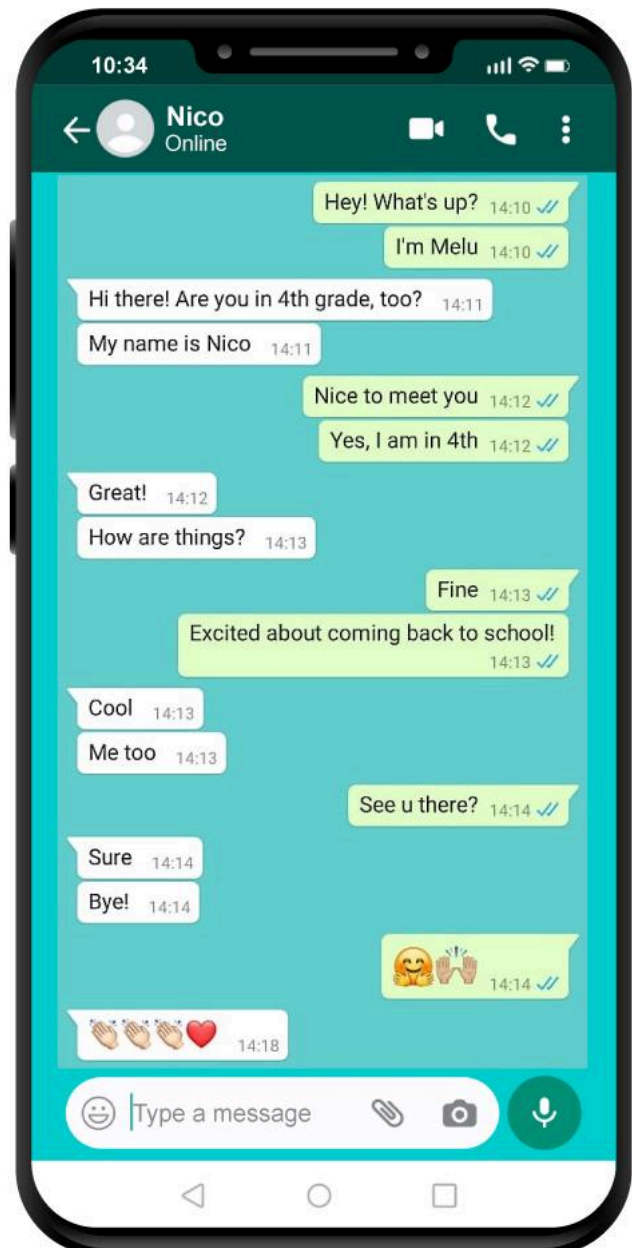 10:34
Nico
Online
Hey! What's up? 14:10
I'm Melu 14:10
Hi there! Are you in 4th grade, too? 14:11
My name is Nico 14:11
Nice to meet you 14:12
Yes, I am in 4th 14:12
Great! 14:12
How are things? 14:13
Fine 14:13
Excited about coming back to school!
14:13
Cool 14:13
Me too 14:13
See u there? 14:14
Sure 14:14
Bye! 14:14
🤗🙌🏼 14:14
👏🏻👏🏻👏🏻❤️ 14:18
Type a message